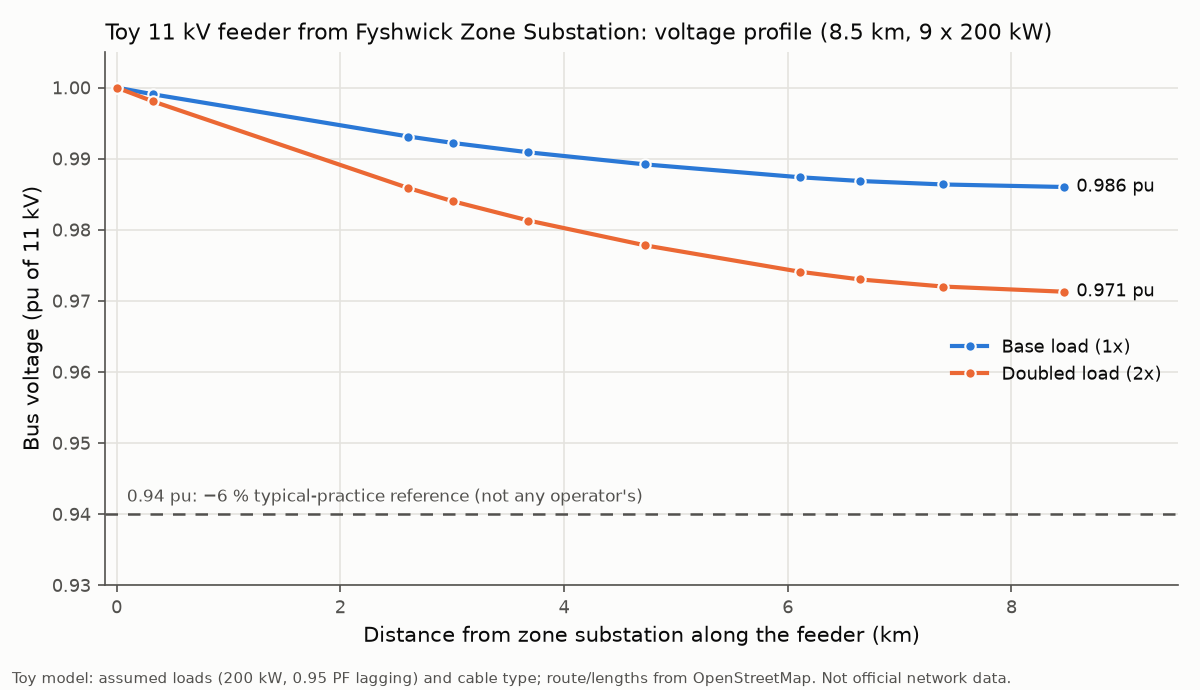 Toy 11 kV feeder from Fyshwick Zone Substation: voltage profile (8.5 km, 9 x 200 kW)
Bus voltage (pu of 11 kV)
1.00
0.99
0.98
0.97
0.96
0.95
0.94
0.93
0.986 pu
0.971 pu
Base load (1x)
Doubled load (2x)
0.94 pu: −6 % typical-practice reference (not any operator's)
0
2
4
6
8
Distance from zone substation along the feeder (km)
Toy model: assumed loads (200 kW, 0.95 PF lagging) and cable type; route/lengths from OpenStreetMap. Not official network data.